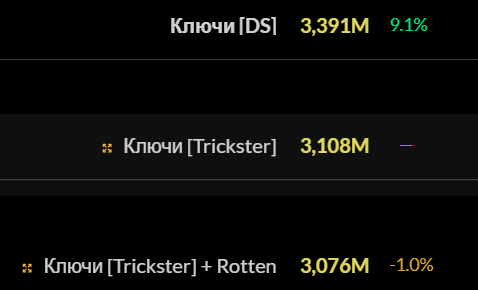 Ключи [DS] 3,391M 9.1%
Ключи [Trickster] 3,108M —
Ключи [Trickster] + Rotten 3,076M -1.0%